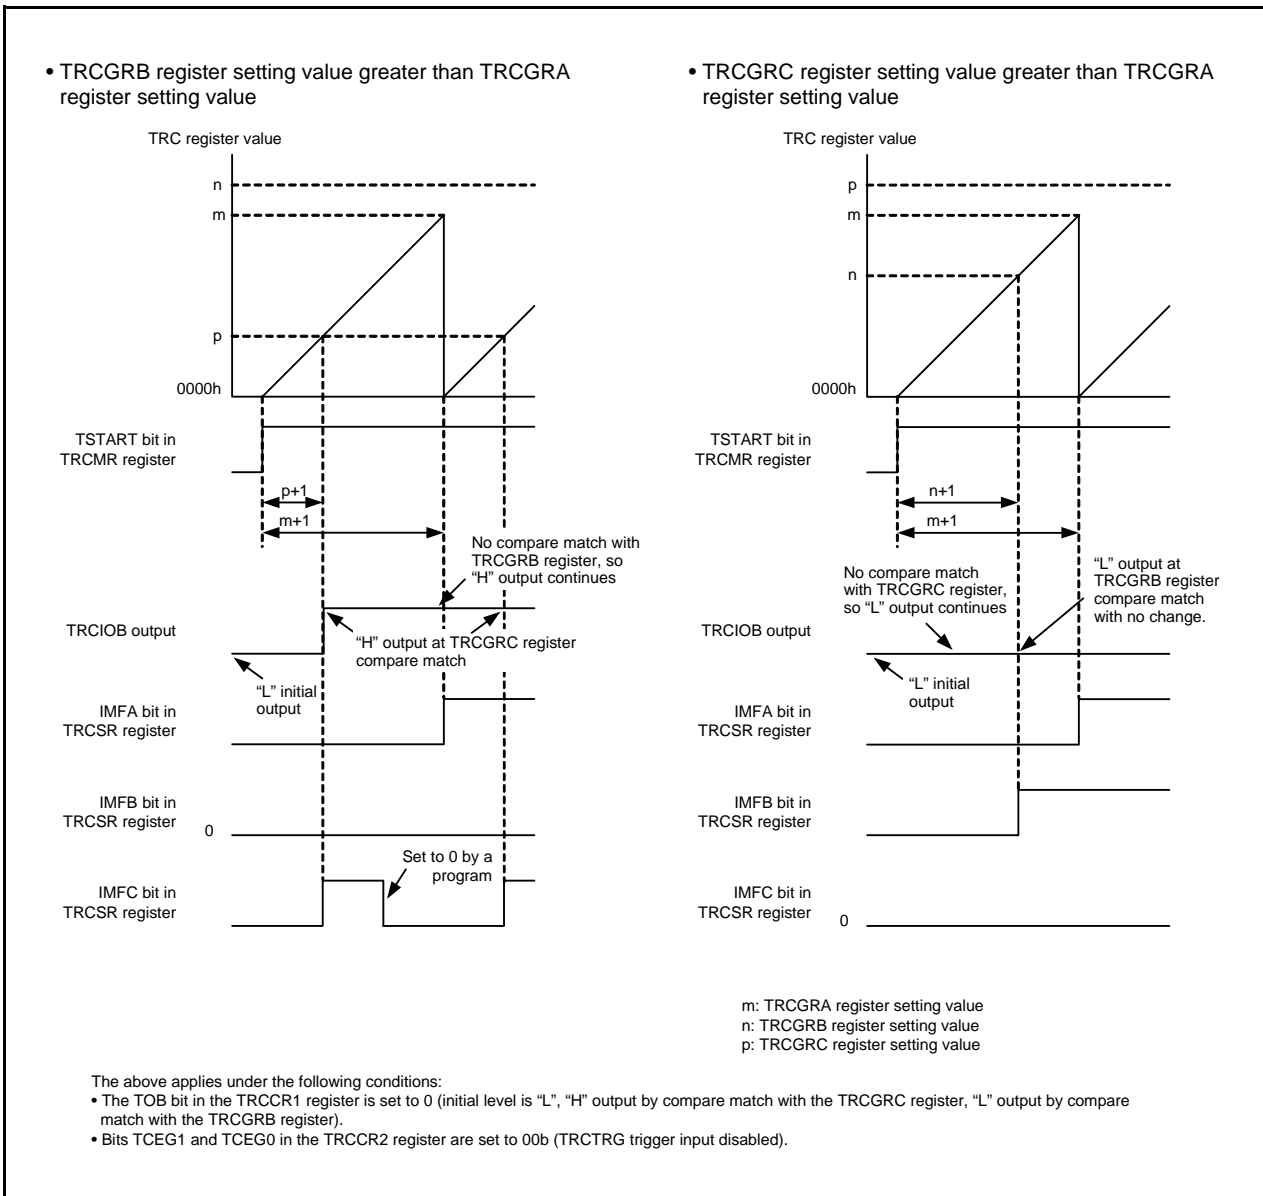 • TRCGRB register setting value greater than TRCGRA
register setting value
TRC register value
n
m
p
0000h
TSTART bit in
TRCMR register
p+1
m+1
No compare match with
TRCGRB register, so
“H” output continues
TRCIOB output
“H” output at TRCGRC register
compare match
“L” initial
output
IMFA bit in
TRCSR register
IMFB bit in
TRCSR register
0
Set to 0 by a
program
IMFC bit in
TRCSR register
• TRCGRC register setting value greater than TRCGRA
register setting value
TRC register value
p
m
n
0000h
TSTART bit in
TRCMR register
n+1
m+1
No compare match
with TRCGRC register,
so “L” output continues
“L” output at
TRCGRB register
compare match
with no change.
TRCIOB output
“L” initial
output
IMFA bit in
TRCSR register
IMFB bit in
TRCSR register
IMFC bit in
TRCSR register
0
m: TRCGRA register setting value
n: TRCGRB register setting value
p: TRCGRC register setting value
The above applies under the following conditions:
• The TOB bit in the TRCCR1 register is set to 0 (initial level is “L”, “H” output by compare match with the TRCGRC register, “L” output by compare
match with the TRCGRB register).
• Bits TCEG1 and TCEG0 in the TRCCR2 register are set to 00b (TRCTRG trigger input disabled).